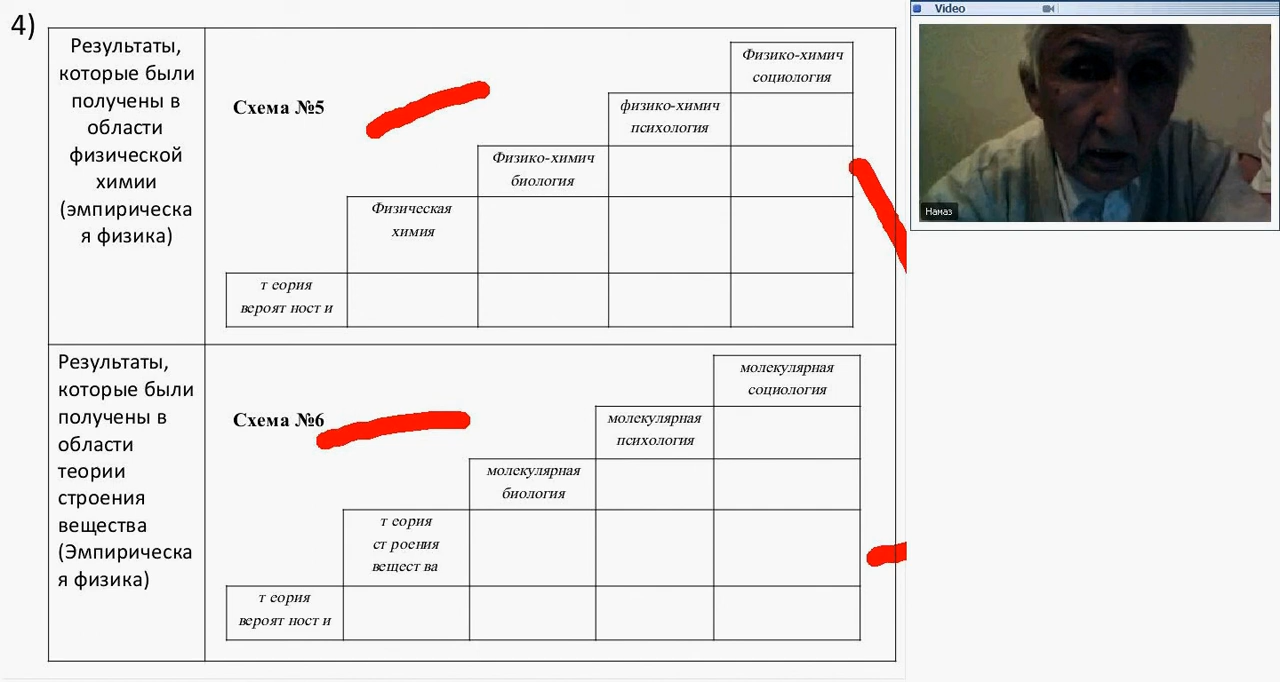 4)
Результаты,
которые были
получены в
области
физической
химии
(эмпирическа
я физика)
Схема №5
Физико-химич
социология
физико-химич
психология
Физико-химич
биология
Физическая
химия
т еория
вероят ност и
Результаты,
которые были
получены в
области
теории
строения
вещества
(Эмпирическа
я физика)
Схема №6
молекулярная
социология
молекулярная
психология
молекулярная
биология
т еория
ст роения
вещест ва
т еория
вероят ност и
Video
Намаз